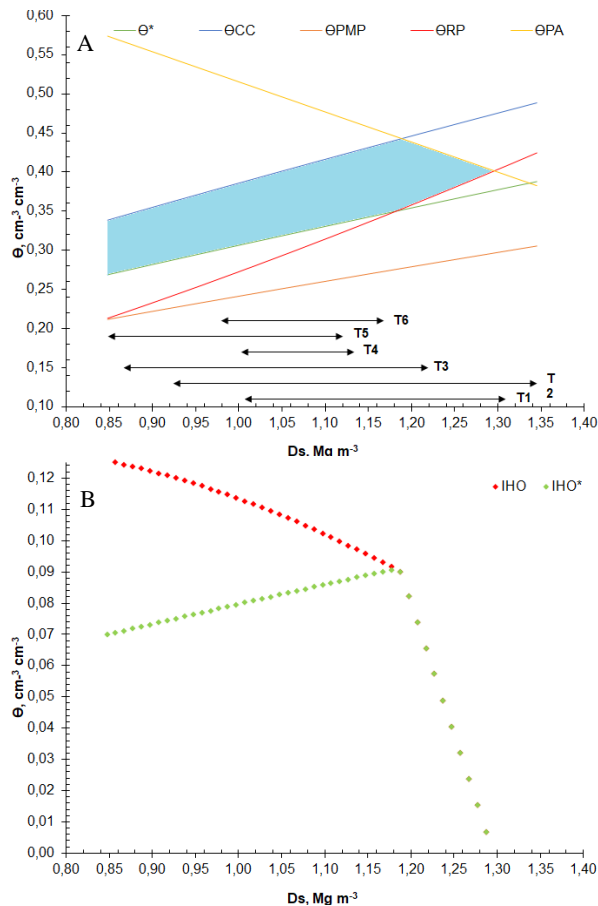 0,60
A
Ɵ* ƟCC ƟPMP ƟRP ƟPA
0,50
0,45
0,40
0,35
0,30
0,25
0,20
0,15
0,10
Ɵ, cm-³ cm-³
T6
T5
T4
T3
T
2
T1
0,80 0,85 0,90 0,95 1,00 1,05 1,10 1,15 1,20 1,25 1,30 1,35 1,40
Ds, Mg m-³
B
IHO IHO*
0,12
0,11
0,10
0,09
0,08
0,07
0,06
0,05
0,04
0,03
0,02
0,01
0,00
Ɵ, cm-³ cm-³
0,80 0,85 0,90 0,95 1,00 1,05 1,10 1,15 1,20 1,25 1,30 1,35 1,40
Ds, Mg m-³